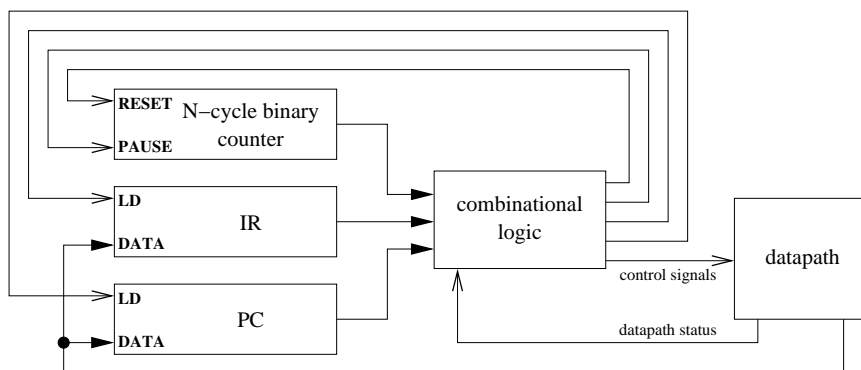 RESET
N−cycle binary
counter
PAUSE
LD
IR
DATA
combinational
logic
datapath
control signals
LD
PC
DATA
datapath status